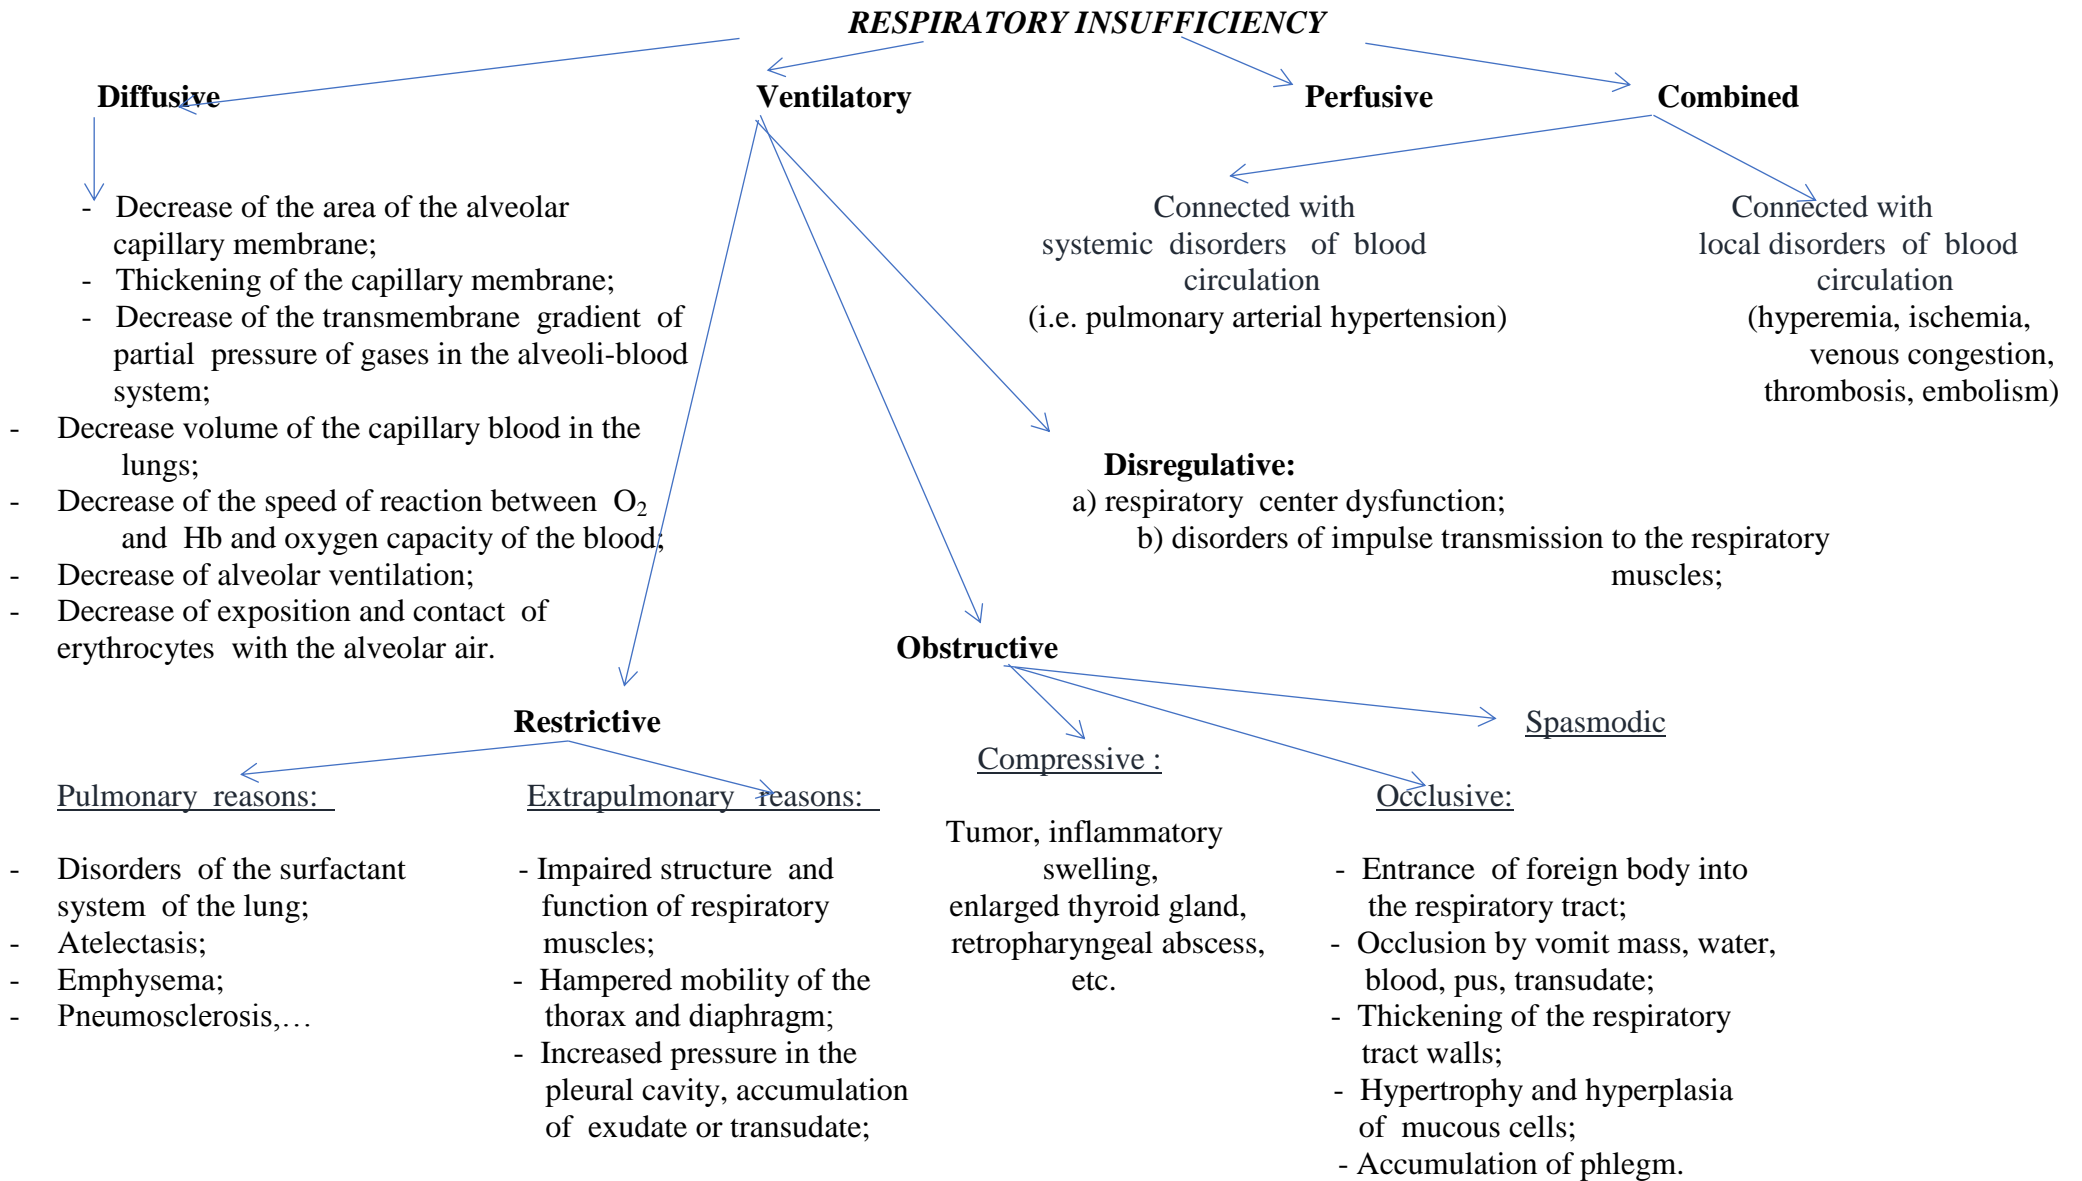 RESPIRATORY INSUFFICIENCY
Diffusive
Ventilatory
Perfusive
Combined
- Decrease of the area of the alveolar
capillary membrane;
- Thickening of the capillary membrane;
- Decrease of the transmembrane gradient of
partial pressure of gases in the alveoli-blood
system;
- Decrease volume of the capillary blood in the
lungs;
- Decrease of the speed of reaction between O₂
and Hb and oxygen capacity of the blood;
- Decrease of alveolar ventilation;
- Decrease of exposition and contact of
erythrocytes with the alveolar air.
Connected with
systemic disorders of blood
circulation
(i.e. pulmonary arterial hypertension)
Connected with
local disorders of blood
circulation
(hyperemia, ischemia,
venous congestion,
thrombosis, embolism)
Disregulative:
a) respiratory center dysfunction;
b) disorders of impulse transmission to the respiratory
muscles;
Obstructive
Restrictive
Spasmodic
Compressive :
Pulmonary reasons:
Extrapulmonary reasons:
Occlusive:
- Disorders of the surfactant
system of the lung;
- Atelectasis;
- Emphysema;
- Pneumosclerosis,…
- Impaired structure and
function of respiratory
muscles;
- Hampered mobility of the
thorax and diaphragm;
- Increased pressure in the
pleural cavity, accumulation
of exudate or transudate;
Tumor, inflammatory
swelling,
enlarged thyroid gland,
retropharyngeal abscess,
etc.
- Entrance of foreign body into
the respiratory tract;
- Occlusion by vomit mass, water,
blood, pus, transudate;
- Thickening of the respiratory
tract walls;
- Hypertrophy and hyperplasia
of mucous cells;
- Accumulation of phlegm.